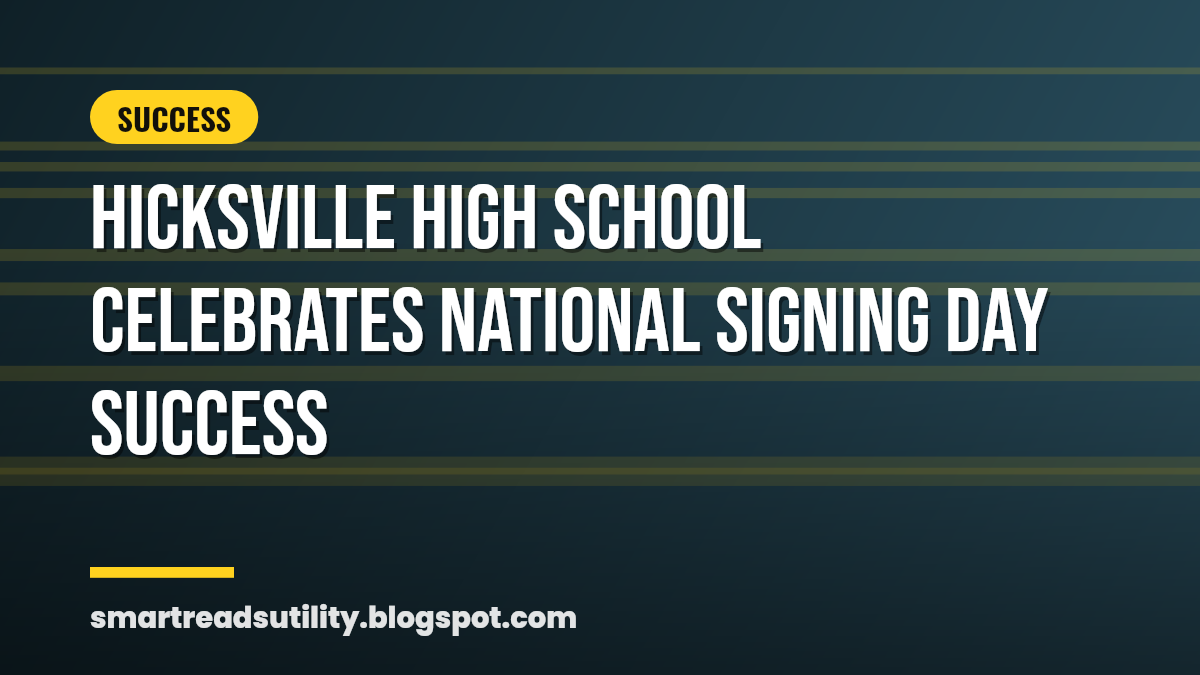 SUCCESS
HICKSVILLE HIGH SCHOOL
CELEBRATES NATIONAL SIGNING DAY
SUCCESS
smartreadsutility.blogspot.com